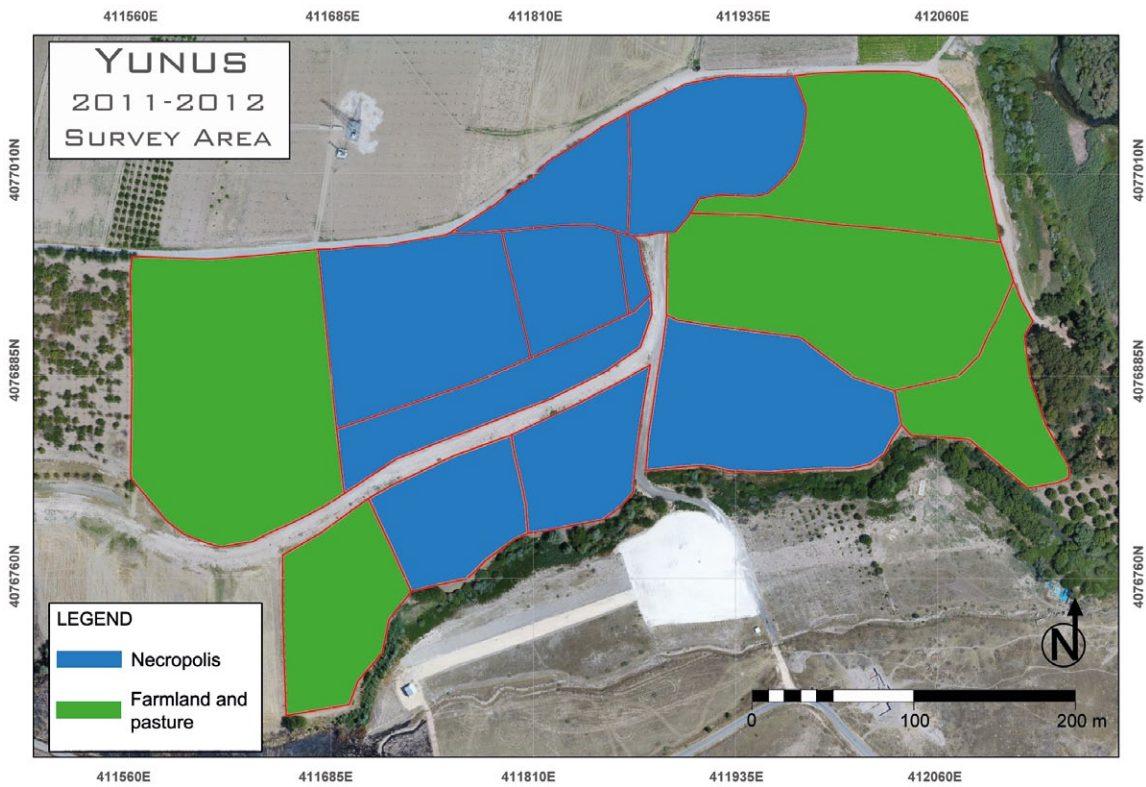 411560E 411685E 411810E 411935E 412060E
YUNUS
2011-2012
SURVEY AREA
4077010N 4077010N
4076885N 4076885N
4076760N 4076760N
LEGEND
Necropolis
Farmland and
pasture
N
0 100 200 m
411560E 411685E 411810E 411935E 412060E